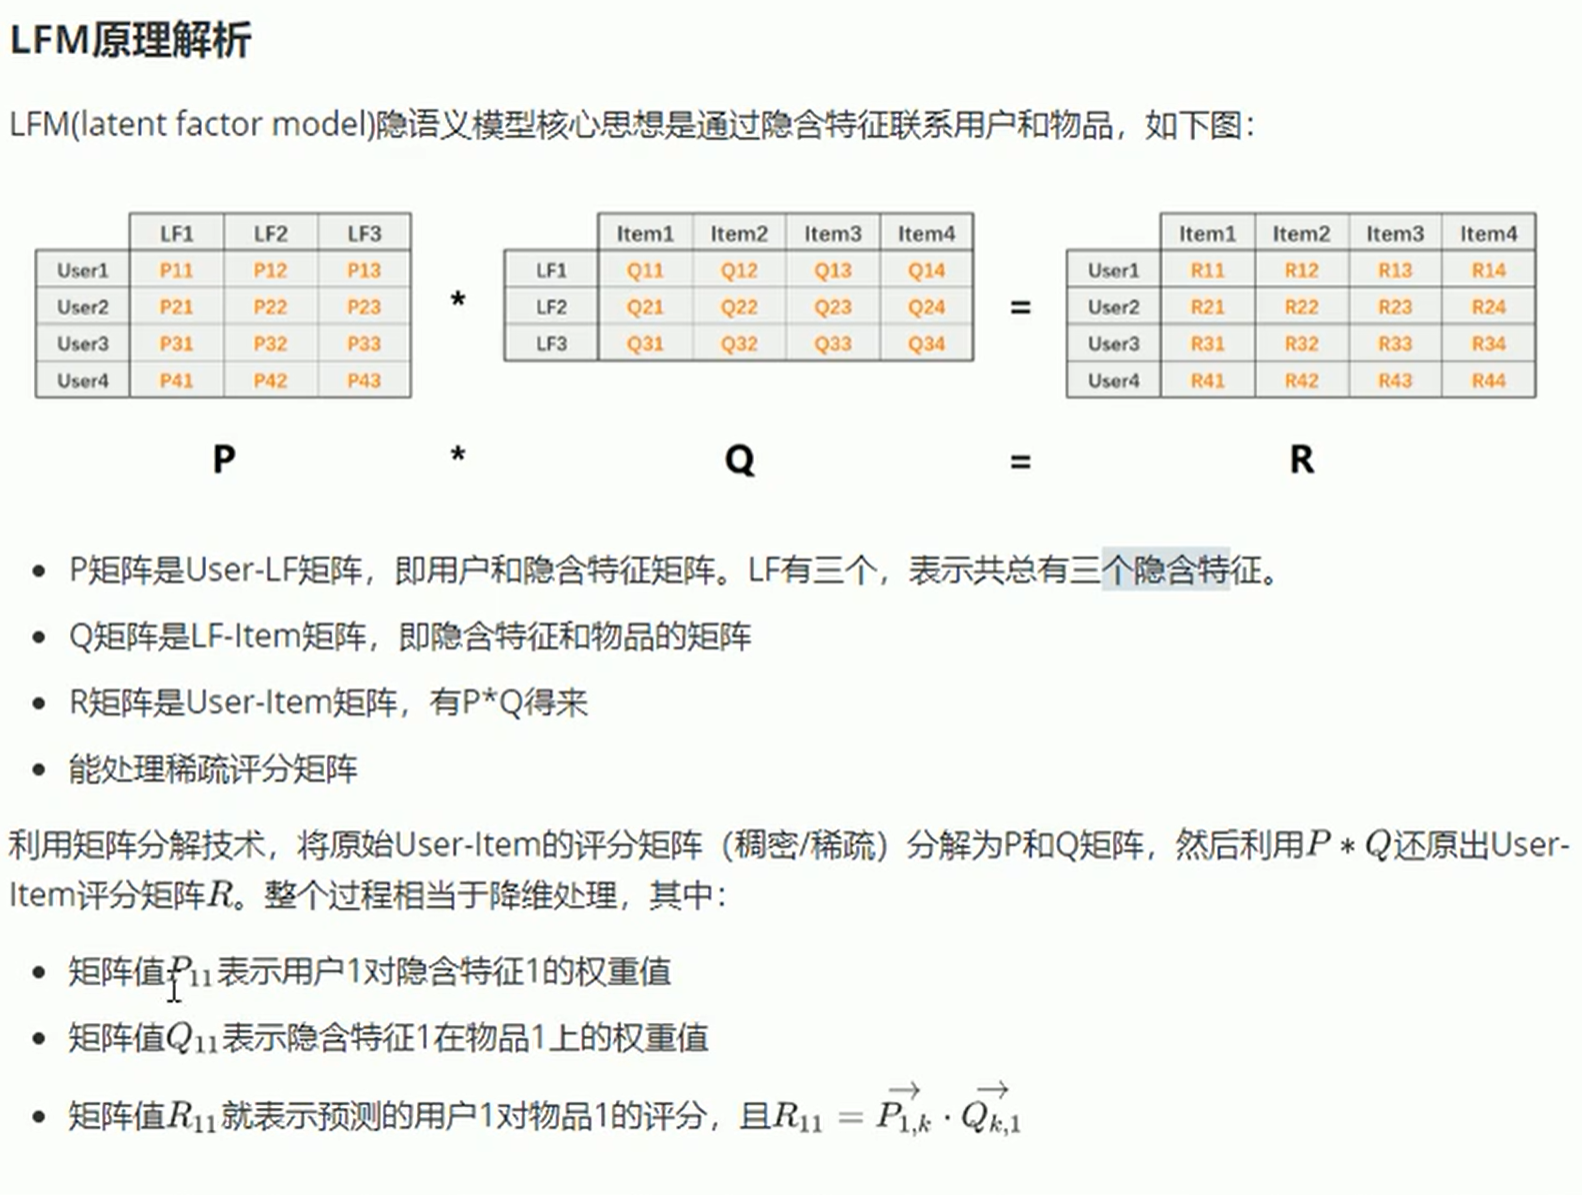 LFM原理解析
LFM(latent factor model)隐语义模型核心思想是通过隐含特征联系用户和物品，如下图：
LF1 LF2 LF3
User1 P11 P12 P13
User2 P21 P22 P23
User3 P31 P32 P33
User4 P41 P42 P43
*
Item1 Item2 Item3 Item4
LF1 Q11 Q12 Q13 Q14
LF2 Q21 Q22 Q23 Q24
LF3 Q31 Q32 Q33 Q34
=
Item1 Item2 Item3 Item4
User1 R11 R12 R13 R14
User2 R21 R22 R23 R24
User3 R31 R32 R33 R34
User4 R41 R42 R43 R44
P * Q = R
P矩阵是User-LF矩阵，即用户和隐含特征矩阵。LF有三个，表示共总有三个隐含特征。
Q矩阵是LF-Item矩阵，即隐含特征和物品的矩阵
R矩阵是User-Item矩阵，有P*Q得来
能处理稀疏评分矩阵
利用矩阵分解技术，将原始User-Item的评分矩阵（稠密/稀疏）分解为P和Q矩阵，然后利用P * Q还原出User-
Item评分矩阵R。整个过程相当于降维处理，其中：
矩阵值P₁₁表示用户1对隐含特征1的权重值
矩阵值Q₁₁表示隐含特征1在物品1上的权重值
矩阵值R₁₁就表示预测的用户1对物品1的评分，且$R_{11} = \overrightarrow{P_{1,k}} \cdot \overrightarrow{Q_{k,1}}$